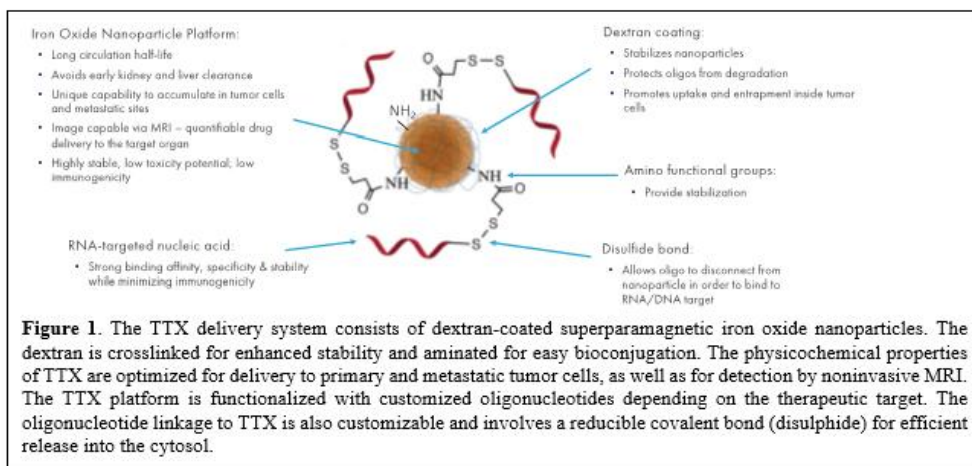 Iron Oxide Nanoparticle Platform:
• Long circulation half-life
• Avoids early kidney and liver clearance
• Unique capability to accumulate in tumor cells
and metastatic sites
• Image capable via MRI – quantifiable drug
delivery to the target organ
• Highly stable, low toxicity potential, low
immunogenicity
RNA-targeted nucleic acid:
• Strong binding affinity, specificity & stability
while minimizing immunogenicity
O
S
S
HN
NH2
S
S
NH
O
NH
O
S
S
Dextran coating:
• Stabilizes nanoparticles
• Protects oligos from degradation
• Promotes uptake and entrapment inside tumor
cells
Amino functional groups:
• Provide stabilization
Disulfide bond:
• Allows oligo to disconnect from
nanoparticle in order to bind to
RNA/DNA target
Figure 1. The TTX delivery system consists of dextran-coated superparamagnetic iron oxide nanoparticles. The
dextran is crosslinked for enhanced stability and aminated for easy bioconjugation. The physicochemical properties
of TTX are optimized for delivery to primary and metastatic tumor cells, as well as for detection by noninvasive MRI.
The TTX platform is functionalized with customized oligonucleotides depending on the therapeutic target. The
oligonucleotide linkage to TTX is also customizable and involves a reducible covalent bond (disulphide) for efficient
release into the cytosol.